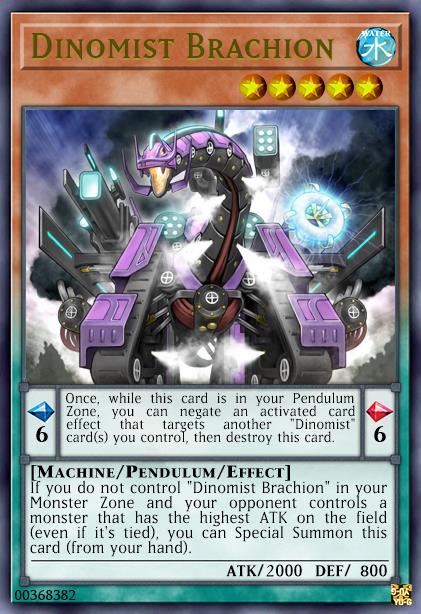 DINOMIST BRACHION
WATER
水
6
Once, while this card is in your Pendulum
Zone, you can negate an activated card
effect that targets another "Dinomist"
card(s) you control, then destroy this card.
6
[MACHINE/PENDULUM/EFFECT]
If you do not control "Dinomist Brachion" in your
Monster Zone and your opponent controls a
monster that has the highest ATK on the field
(even if it's tied), you can Special Summon this
card (from your hand).
ATK/2000 DEF/ 800
00368382